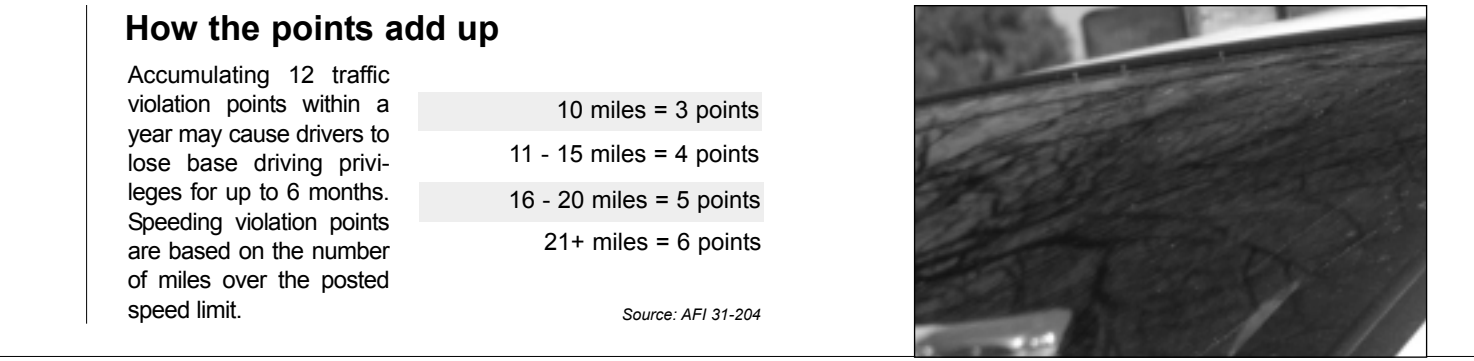 How the points add up
Accumulating 12 traffic
violation points within a
year may cause drivers to
lose base driving privi-
leges for up to 6 months.
Speeding violation points
are based on the number
of miles over the posted
speed limit.
10 miles = 3 points
11 - 15 miles = 4 points
16 - 20 miles = 5 points
21+ miles = 6 points
Source: AFI 31-204